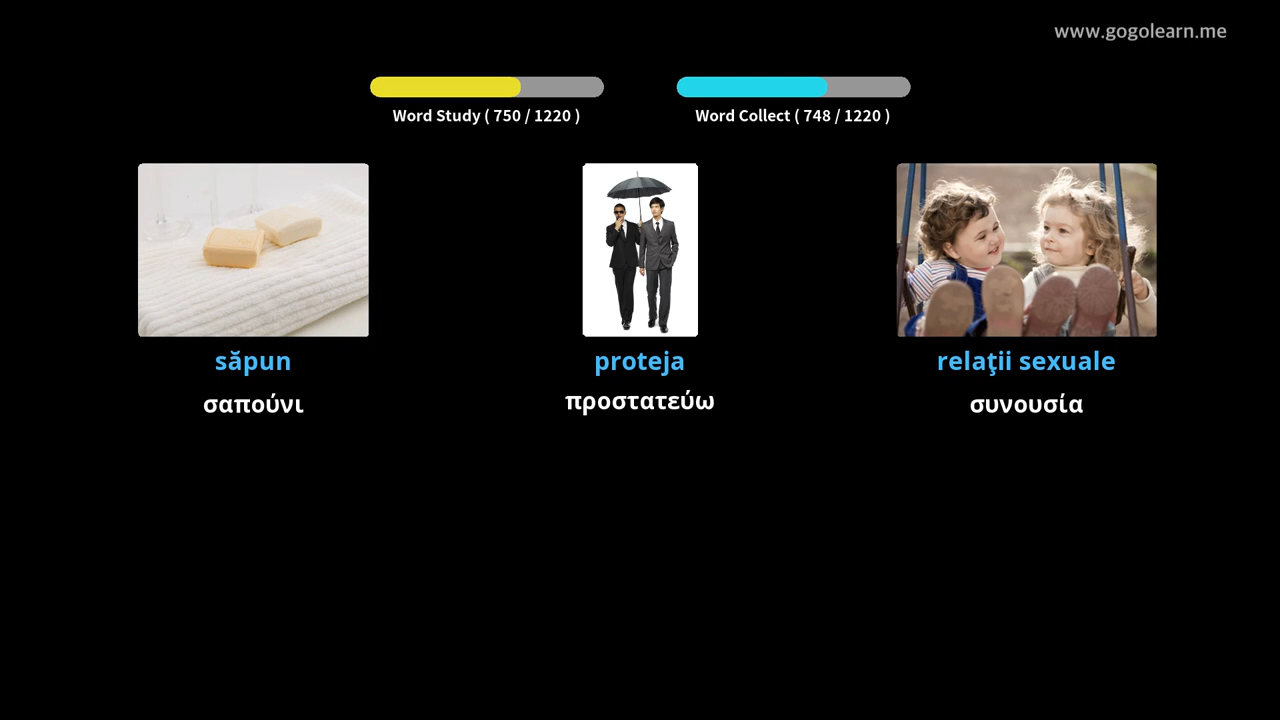 www.gogolearn.me
Word Study ( 750 / 1220 )
Word Collect ( 748 / 1220 )
săpun
proteja
relaţii sexuale
σαπούνι
προστατεύω
συνουσία